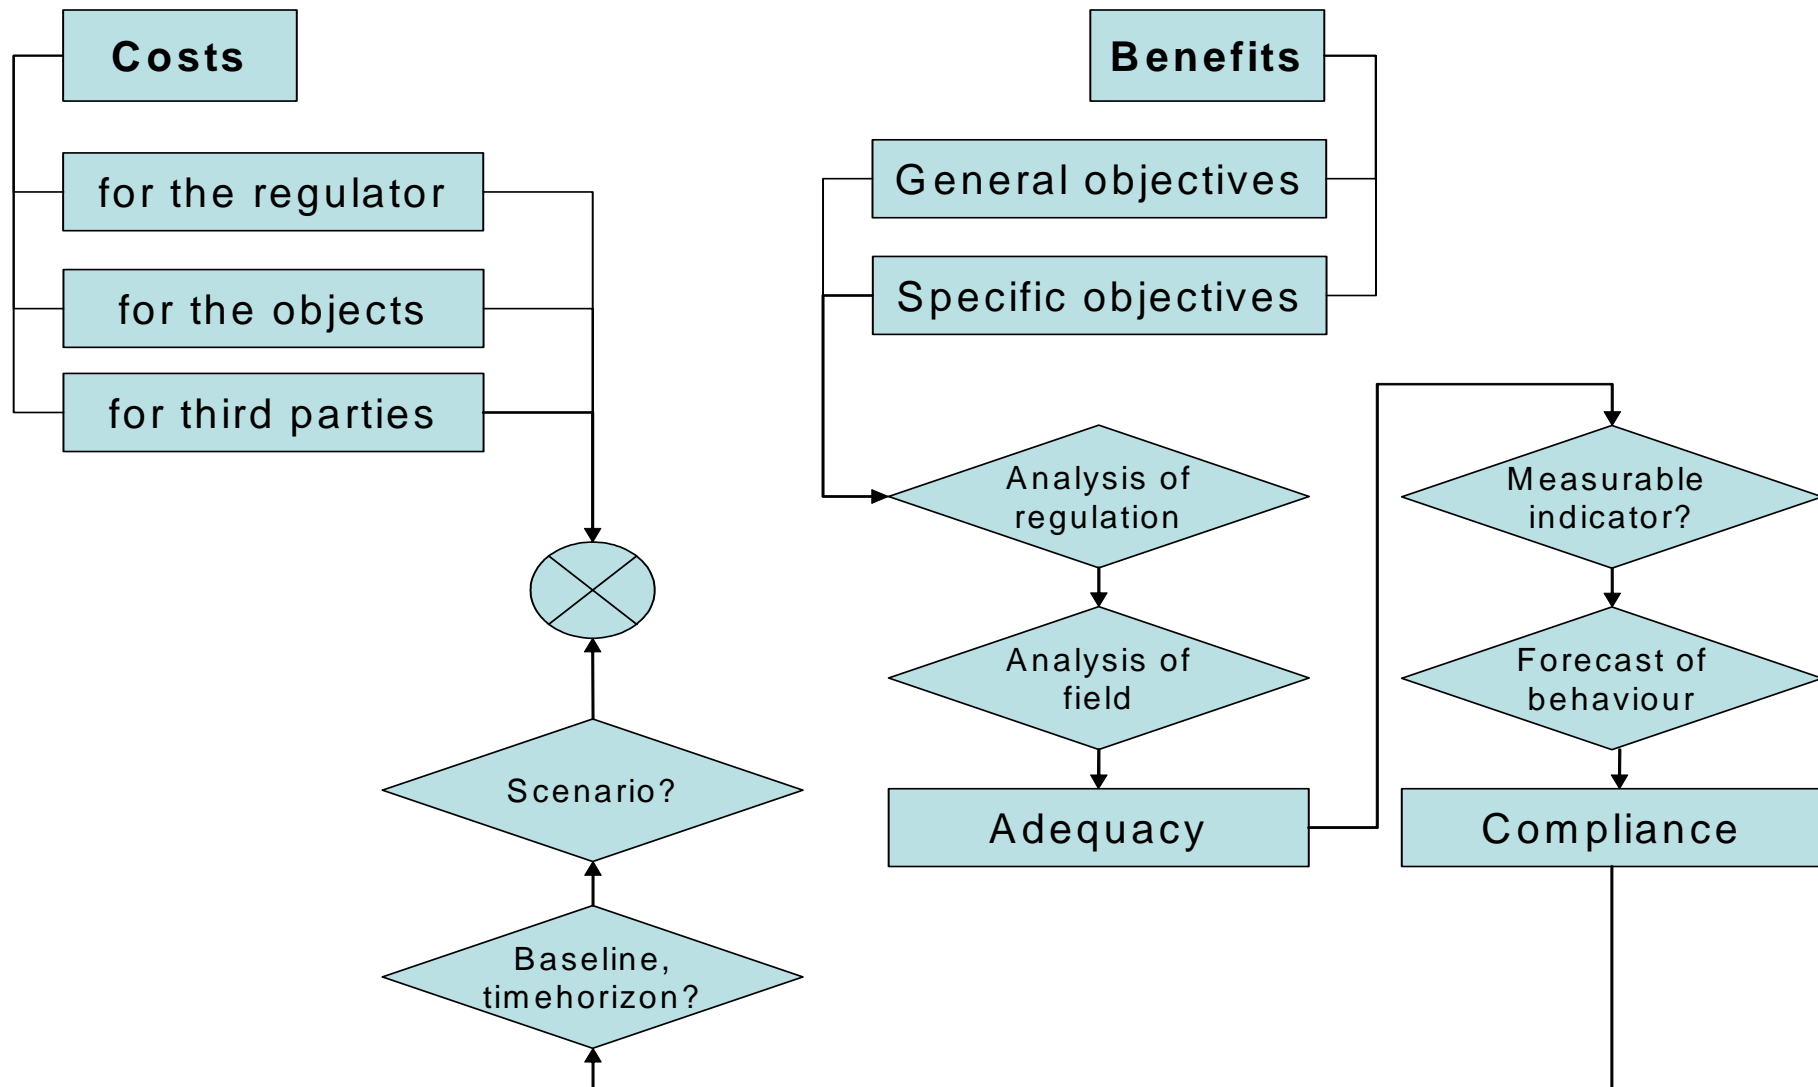 Costs
Benefits
for the regulator
for the objects
for third parties
General objectives
Specific objectives
Analysis of
regulation
Measurable
indicator?
Analysis of
field
Forecast of
behaviour
Scenario?
Adequacy
Compliance
Baseline,
timehorizon?